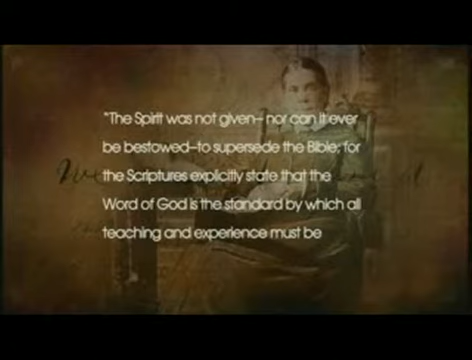 "The Spirit was not given—nor can it ever
be bestowed—to supersede the Bible; for
the Scriptures explicitly state that the
Word of God is the standard by which all
teaching and experience must be